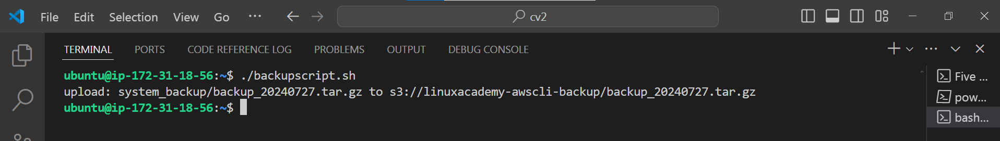 File Edit Selection View Go ... cv2
TERMINAL PORTS CODE REFERENCE LOG PROBLEMS OUTPUT DEBUG CONSOLE
ubuntu@ip-172-31-18-56:~$ ./backupscript.sh
upload: system_backup/backup_20240727.tar.gz to s3://linuxacademy-awscli-backup/backup_20240727.tar.gz
ubuntu@ip-172-31-18-56:~$
Five ...
pow...
bash...